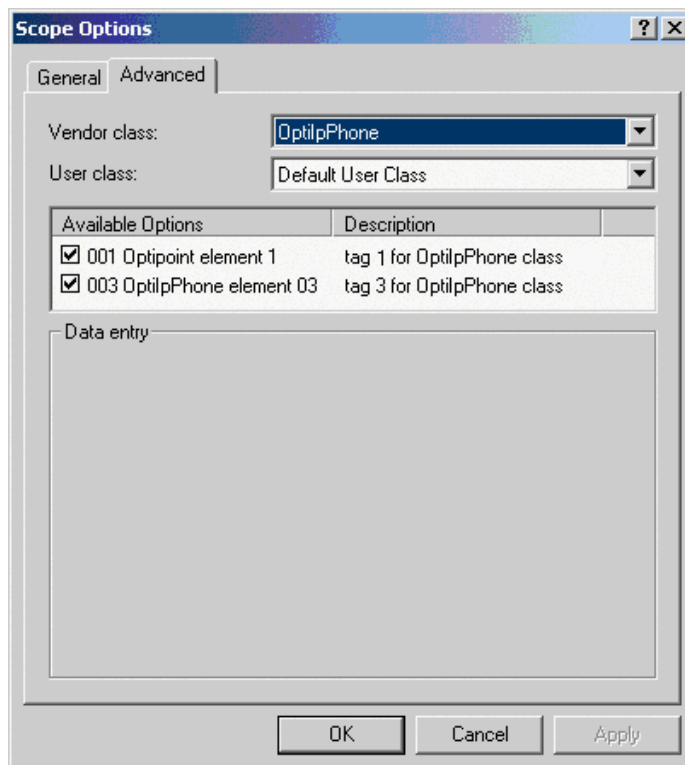 Scope Options
General Advanced
Vendor class: OptiIpPhone
User class: Default User Class
Available Options Description
001 Optipoint element 1 tag 1 for OptiIpPhone class
003 OptiIpPhone element 03 tag 3 for OptiIpPhone class
Data entry
OK Cancel Apply